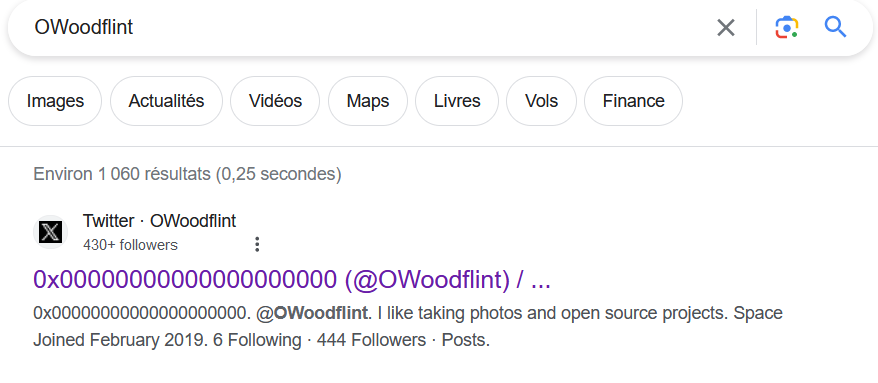 OWoodflint
Images Actualités Vidéos Maps Livres Vols Finance
Environ 1 060 résultats (0,25 secondes)
Twitter · OWoodflint
430+ followers
0x00000000000000000000 (@OWoodflint) / ...
0x00000000000000000000. @OWoodflint. I like taking photos and open source projects. Space
Joined February 2019. 6 Following · 444 Followers · Posts.